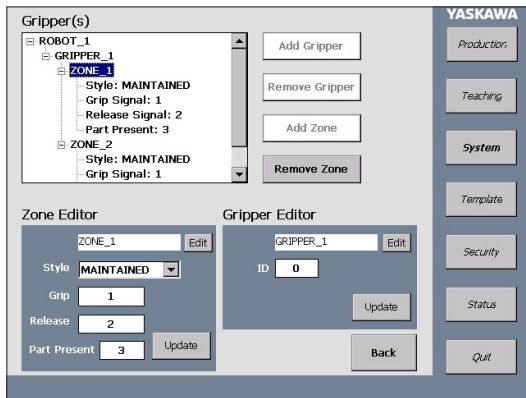 Gripper(s)
YASKAWA
ROBOT_1
GRIPPER_1
ZONE_1
Style: MAINTAINED
Grip Signal: 1
Release Signal: 2
Part Present: 3
ZONE_2
Style: MAINTAINED
Grip Signal: 1
Add Gripper
Remove Gripper
Add Zone
Remove Zone
Production
Teaching
System
Template
Security
Status
Quit
Zone Editor
ZONE_1 Edit
Style MAINTAINED
Grip 1
Release 2
Part Present 3 Update
Gripper Editor
GRIPPER_1 Edit
ID 0
Update
Back